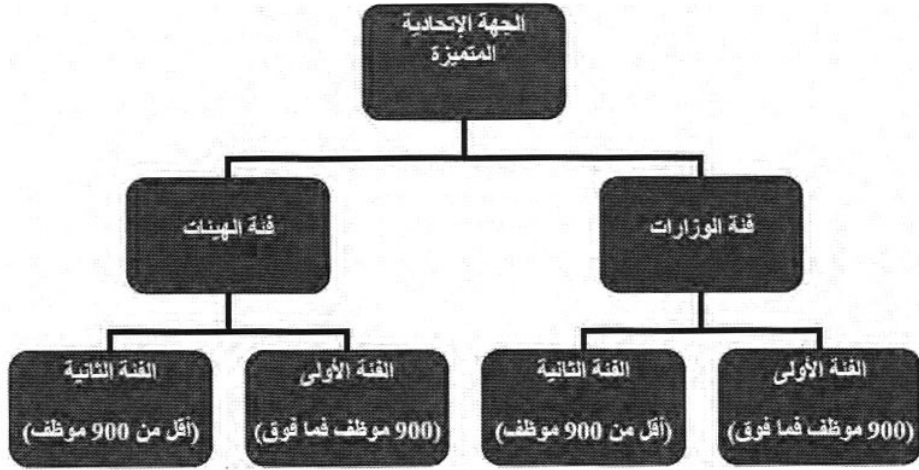 الجهة الإتحادية
المتميزة
فئة الوزارات
فئة الهيئات
الفئة الأولى
(900 موظف فما فوق)
الفئة الثانية
(أقل من 900 موظف)
الفئة الأولى
(900 موظف فما فوق)
الفئة الثانية
(أقل من 900 موظف)